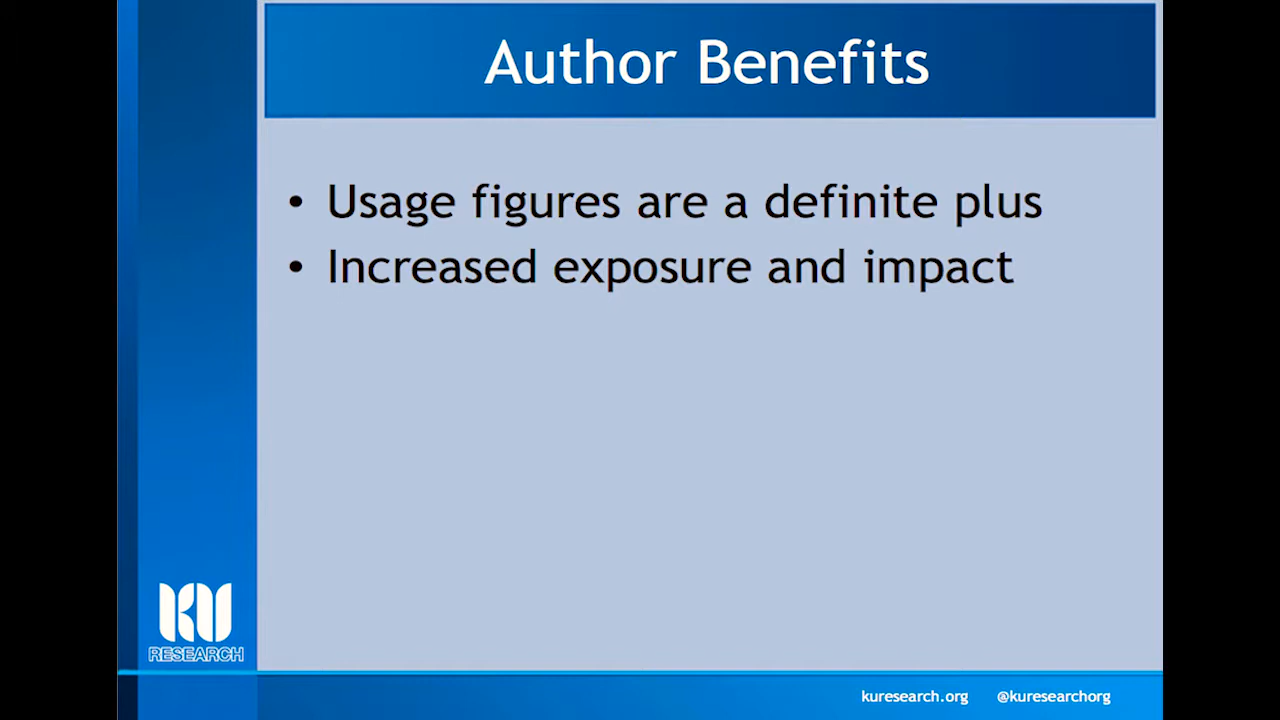 Author Benefits
• Usage figures are a definite plus
• Increased exposure and impact
KU
RESEARCH
kuresearch.org @kuresearchorg